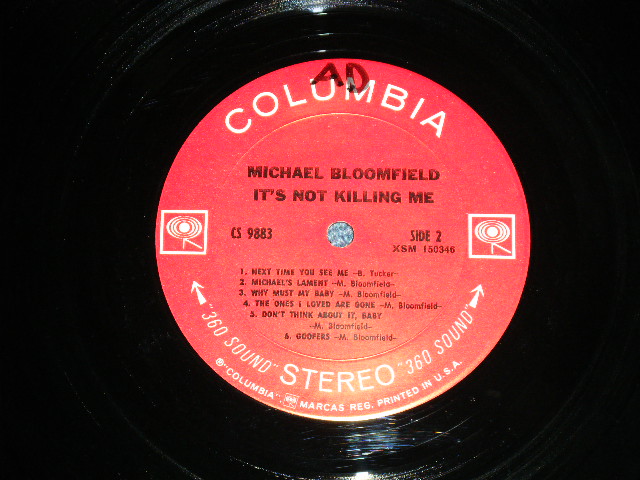 AD
COLUMBIA
MICHAEL BLOOMFIELD
IT'S NOT KILLING ME
CS 9883
SIDE 2
XSM 150346
1. NEXT TIME YOU SEE ME -B. Tucker-
2. MICHAEL'S LAMENT -M. Bloomfield-
3. WHY MUST MY BABY -M. Bloomfield-
4. THE ONES I LOVED ARE GONE -M. Bloomfield-
5. DON'T THINK ABOUT IT, BABY
-M. Bloomfield-
6. GOOFERS -M. Bloomfield-
"360 SOUND" STEREO "360 SOUND"
℗"COLUMBIA", MARCAS REG. PRINTED IN U.S.A.